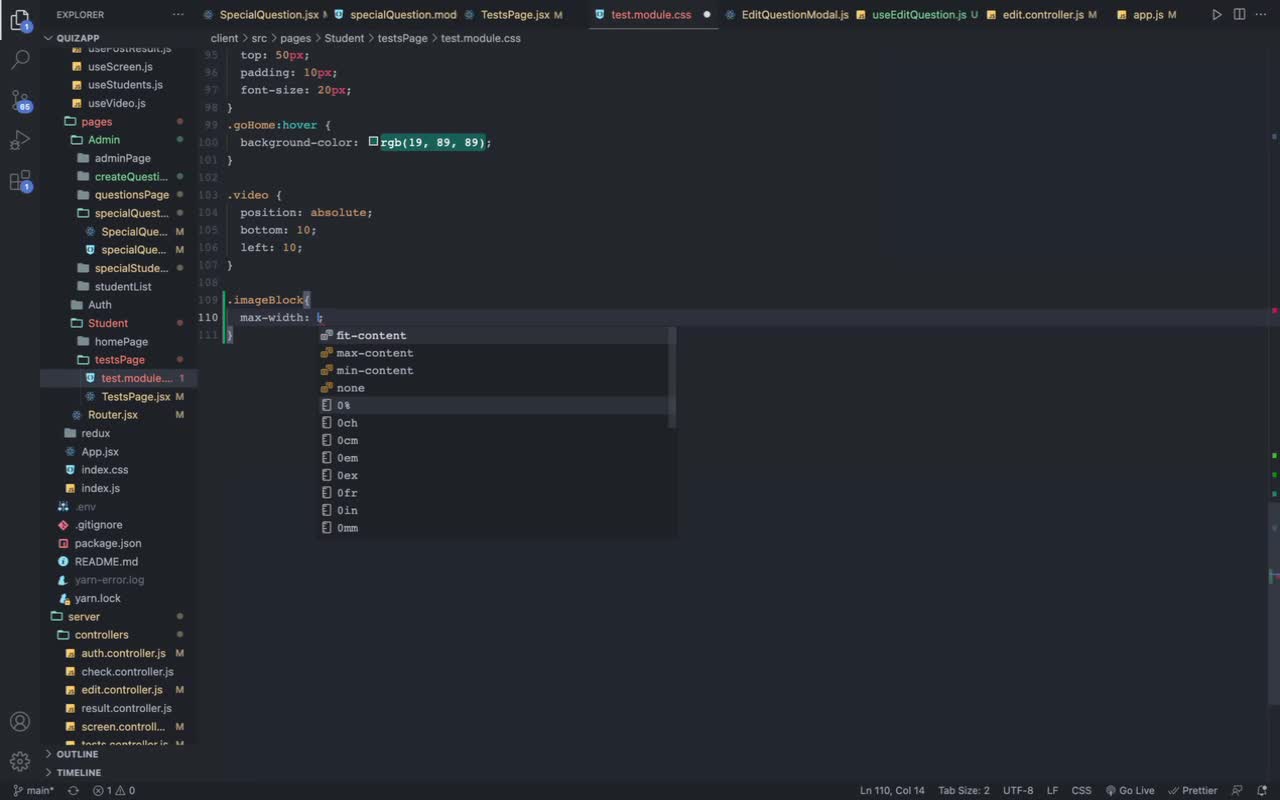 EXPLORER
SpecialQuestion.jsx M
specialQuestion.mod
TestsPage.jsx M
test.module.css
EditQuestionModal.js
useEditQuestion.js U
edit.controller.js M
app.js M
QUIZAPP
client > src > pages > Student > testsPage > test.module.css
usePostResult.js
useScreen.js
useStudents.js
useVideo.js
pages
Admin
adminPage
createQuesti...
questionsPage
specialQuest...
SpecialQue... M
specialQue... M
specialStude...
studentList
Auth
Student
homePage
testsPage
test.module.... 1
TestsPage.jsx M
Router.jsx M
redux
App.jsx
index.css
index.js
.env
.gitignore
package.json
README.md
yarn-error.log
yarn.lock
server
controllers
auth.controller.js M
check.controller.js
edit.controller.js M
result.controller.js
screen.controll... M
tests.controller.js M
OUTLINE
TIMELINE
65
1
95 top: 50px;
96 padding: 10px;
97 font-size: 20px;
98 }
99 .goHome:hover {
100 background-color: rgb(19, 89, 89);
101 }
102
103 .video {
104 position: absolute;
105 bottom: 10;
106 left: 10;
107 }
108
109 .imageBlock{
110 max-width: ;
111 }
fit-content
max-content
min-content
none
0%
0ch
0cm
0em
0ex
0fr
0in
0mm
1
main*
1 0
Ln 110, Col 14
Tab Size: 2
UTF-8
LF
CSS
Go Live
Prettier